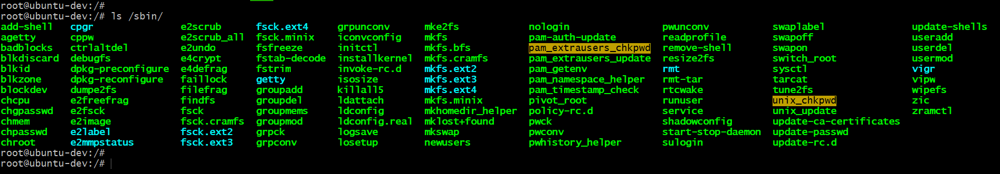 root@ubuntu-dev:/#
root@ubuntu-dev:/# ls /sbin/
add-shell cpgr e2scrub fsck.ext4 grpunconv mke2fs nologin pwunconv swaplabel update-shells
agetty cppw e2scrub_all fsck.minix iconvconfig mkfs pam-auth-update readprofile swapoff useradd
badblocks ctrlaltdel e2undo fsfreeze initctl mkfs.bfs pam_extrausers_chkpwd remove-shell swapon userdel
blkdiscard debugfs e4crypt fstab-decode installkernel mkfs.cramfs pam_extrausers_update resize2fs switch_root usermod
blkid dpkg-preconfigure e4defrag fstrim invoke-rc.d mkfs.ext2 pam_getenv rmt sysctl vigr
blkzone dpkg-reconfigure faillock getty isosize mkfs.ext3 pam_namespace_helper rmt-tar tarcat vipw
blockdev dumpe2fs filefrag groupadd killall5 mkfs.ext4 pam_timestamp_check rtcwake tune2fs wipefs
chcpu e2freefrag findfs groupdel ldattach mkfs.minix pivot_root runuser unix_chkpwd zic
chgpasswd e2fsck fsck groupmems ldconfig mkhomedir_helper policy-rc.d service unix_update zramctl
chmem e2image fsck.cramfs groupmod ldconfig.real mklost+found pwck shadowconfig update-ca-certificates
chpasswd e2label fsck.ext2 grpck logsave mkswap pwconv start-stop-daemon update-passwd
chroot e2mmpstatus fsck.ext3 grpconv losetup newusers pwhistory_helper sulogin update-rc.d
root@ubuntu-dev:/#
root@ubuntu-dev:/#